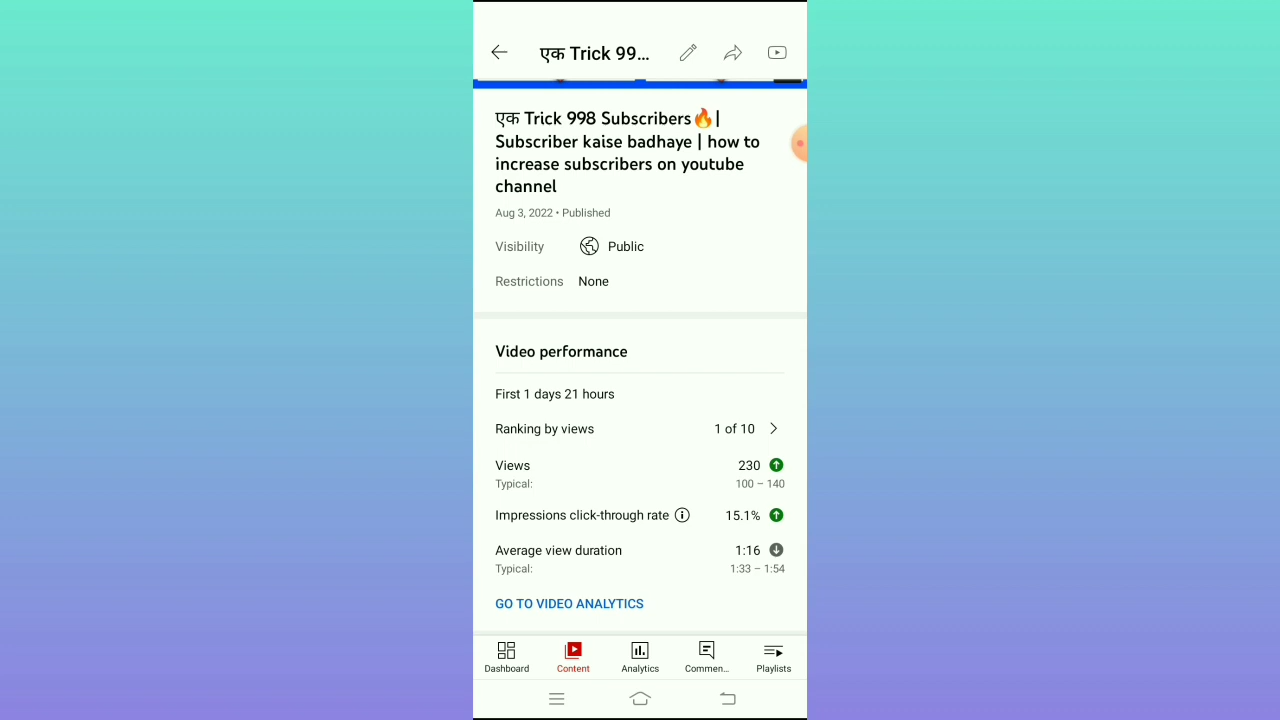 एक Trick 99...
एक Trick 998 Subscribers🔥|
Subscriber kaise badhaye | how to
increase subscribers on youtube
channel
Aug 3, 2022 • Published
Visibility Public
Restrictions None
Video performance
First 1 days 21 hours
Ranking by views 1 of 10
Views 230
Typical: 100 – 140
Impressions click-through rate 15.1%
Average view duration 1:16
Typical: 1:33 – 1:54
GO TO VIDEO ANALYTICS
Dashboard Content Analytics Commen... Playlists